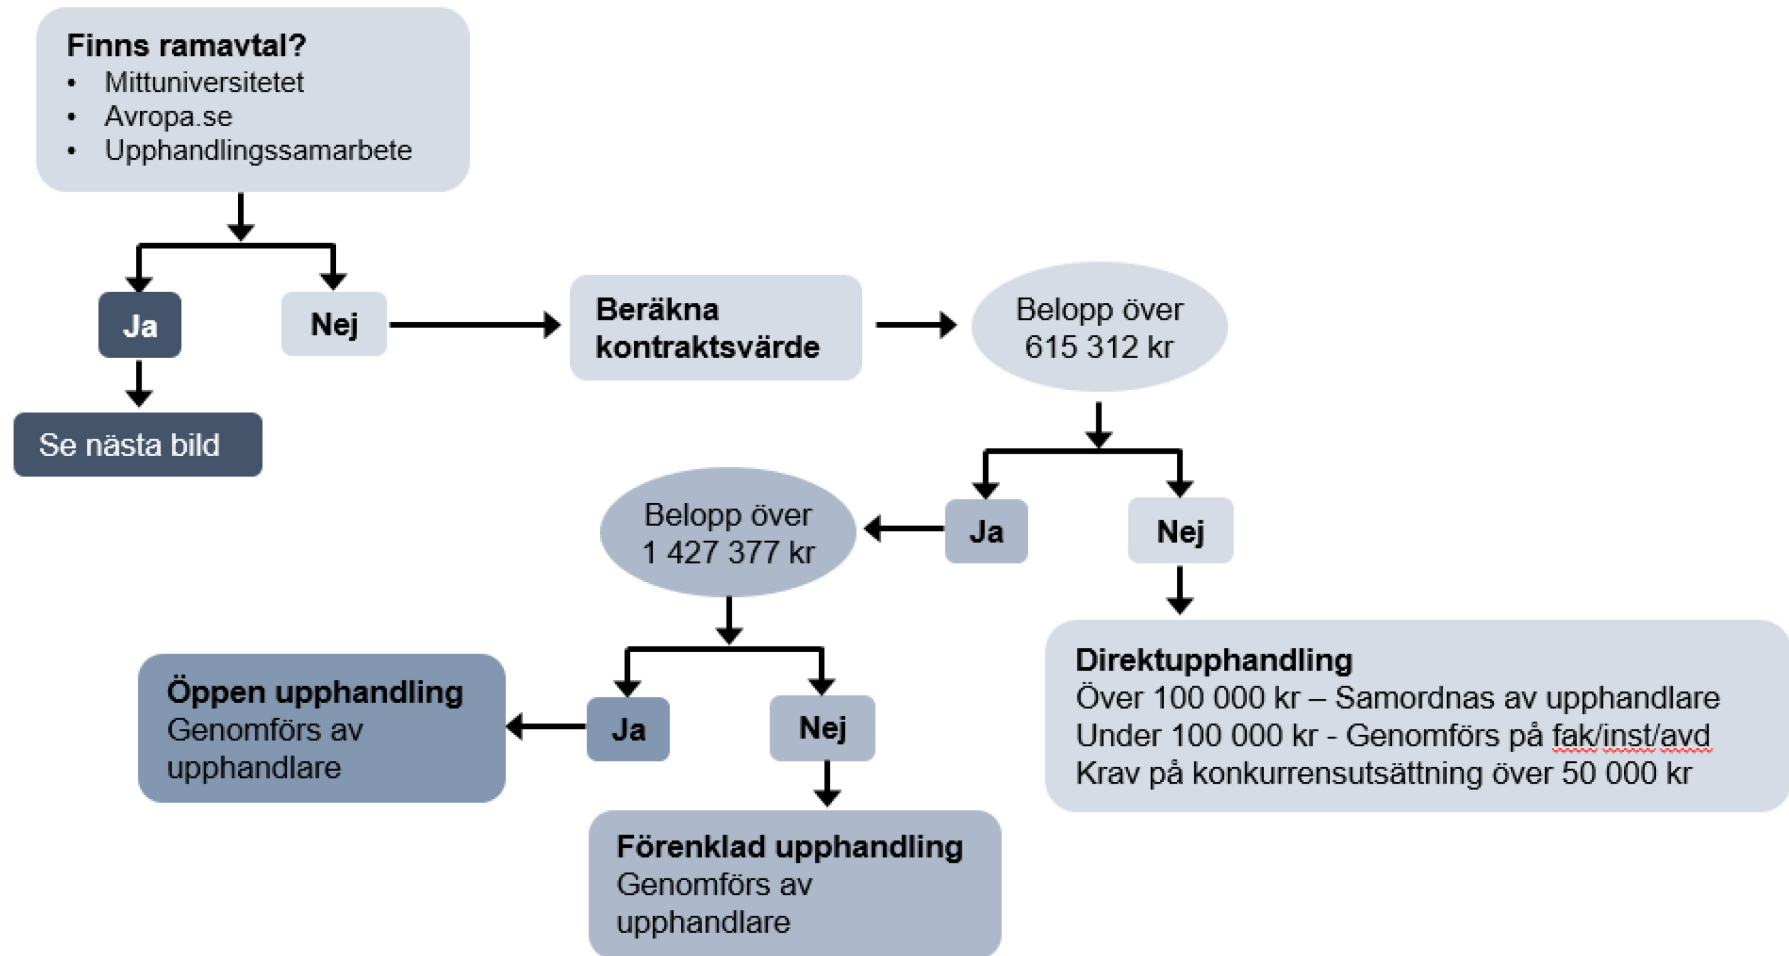 Finns ramavtal?
• Mittuniversitetet
• Avropa.se
• Upphandlingssamarbete
Ja
Nej
Beräkna
kontraktsvärde
Belopp över
615 312 kr
Se nästa bild
Belopp över
1 427 377 kr
Ja
Nej
Öppen upphandling
Genomförs av
upphandlare
Ja
Nej
Direktupphandling
Över 100 000 kr – Samordnas av upphandlare
Under 100 000 kr - Genomförs på fak/inst/avd
Krav på konkurrensutsättning över 50 000 kr
Förenklad upphandling
Genomförs av
upphandlare